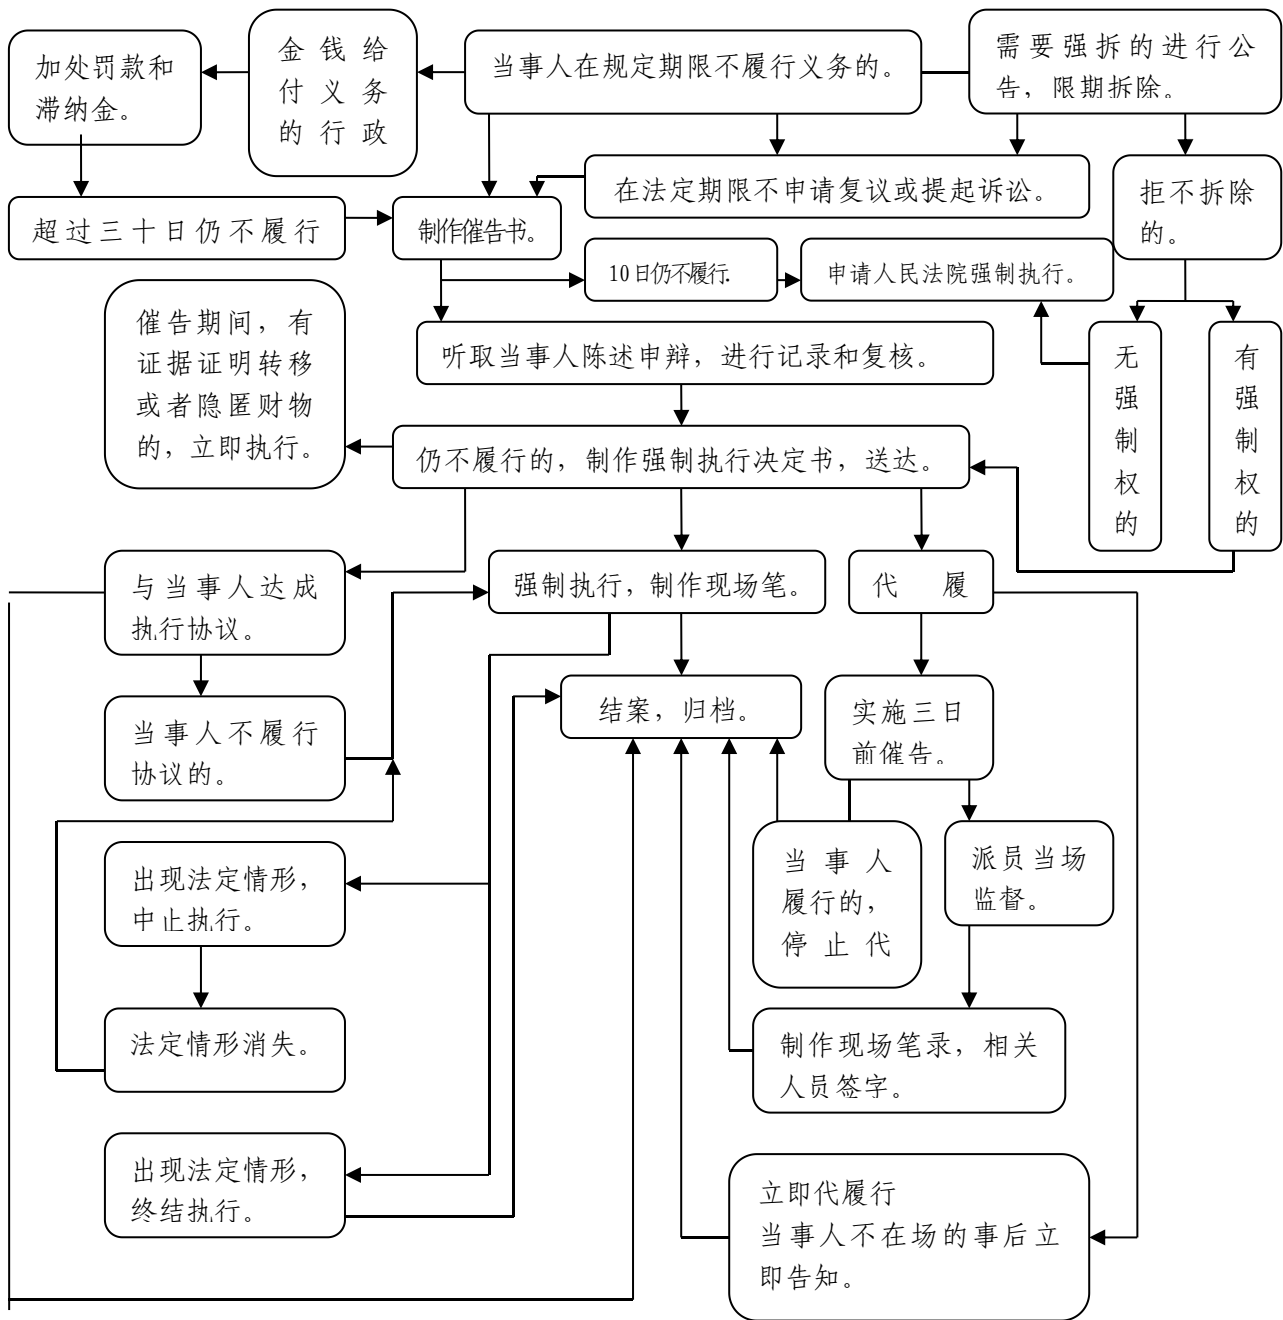 加处罚款和
滞纳金。
金钱给
付义务
的行政
当事人在规定期限不履行义务的。
需要强拆的进行公
告，限期拆除。
在法定期限不申请复议或提起诉讼。
拒不拆除
的。
超过三十日仍不履行
制作催告书。
10日仍不履行.
申请人民法院强制执行。
催告期间，有
证据证明转移
或者隐匿财物
的，立即执行。
听取当事人陈述申辩，进行记录和复核。
无
强
制
权
的
有
强
制
权
的
仍不履行的，制作强制执行决定书，送达。
与当事人达成
执行协议。
强制执行，制作现场笔。
代履
当事人不履行
协议的。
结案，归档。
实施三日
前催告。
出现法定情形，
中止执行。
当事人
履行的，
停止代
派员当场
监督。
法定情形消失。
制作现场笔录，相关
人员签字。
出现法定情形，
终结执行。
立即代履行
当事人不在场的事后立
即告知。